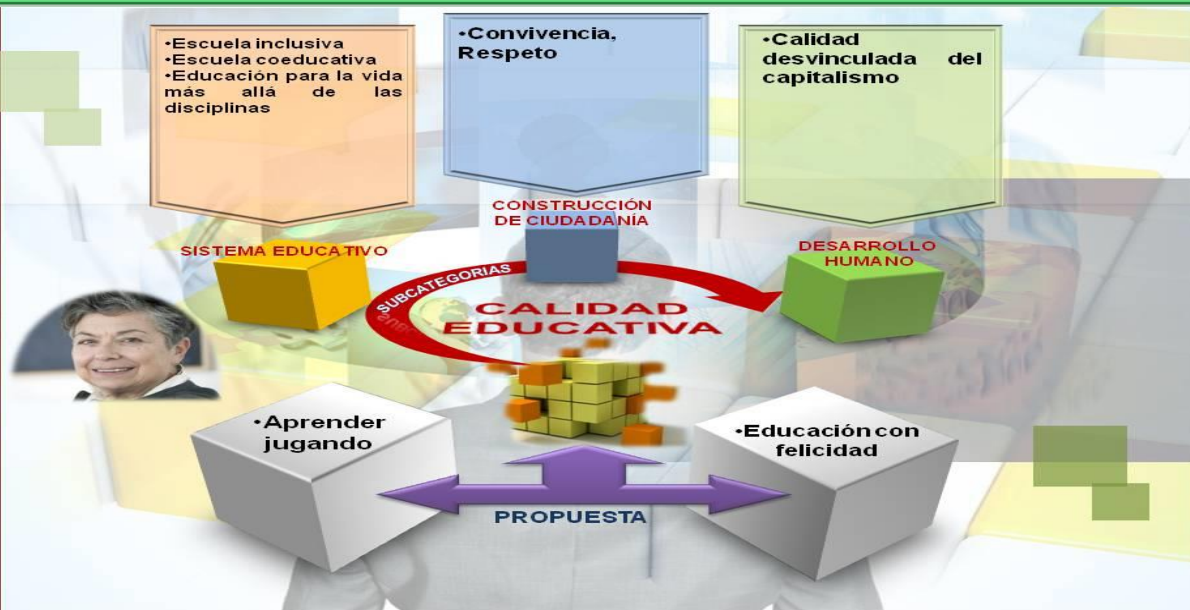 •Escuela inclusiva
•Escuela coeducativa
•Educación para la vida
más allá de las
disciplinas
•Convivencia,
Respeto
•Calidad
desvinculada del
capitalismo
SISTEMA EDUCATIVO
CONSTRUCCIÓN
DE CIUDADANÍA
DESARROLLO
HUMANO
SUBCATEGORIAS
CALIDAD
EDUCATIVA
•Aprender
jugando
•Educación con
felicidad
PROPUESTA